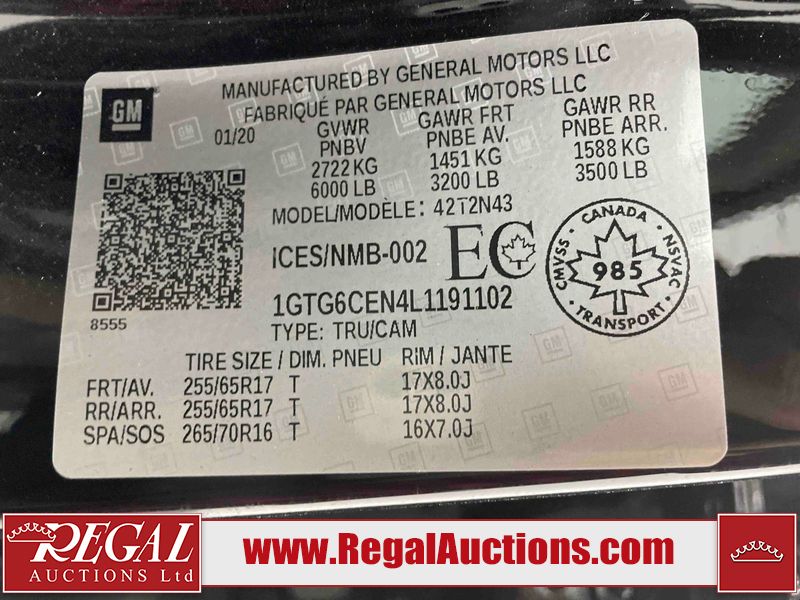 GM
MANUFACTURED BY GENERAL MOTORS LLC
FABRIQUÉ PAR GENERAL MOTORS LLC
01/20 GVWR GAWR FRT GAWR RR
PNBV PNBE AV. PNBE ARR.
2722 KG 1451 KG 1588 KG
6000 LB 3200 LB 3500 LB
MODEL/MODÈLE: 42T2N43
ICES/NMB-002 EC
CANADA
CMVSS 985 NSVAC
TRANSPORT
8555
1GTG6CEN4L1191102
TYPE: TRU/CAM
TIRE SIZE / DIM. PNEU RIM / JANTE
FRT/AV. 255/65R17 T 17X8.0J
RR/ARR. 255/65R17 T 17X8.0J
SPA/SOS 265/70R16 T 16X7.0J
REGAL
AUCTIONS Ltd
www.RegalAuctions.com